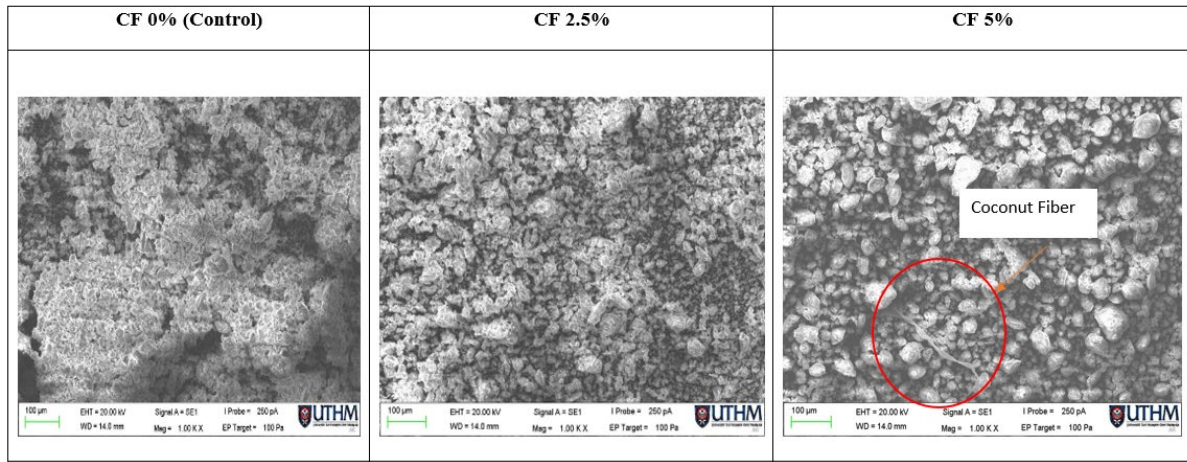 CF 0% (Control)
CF 2.5%
CF 5%
Coconut Fiber
100 µm
EHT = 20.00 kV
Signal A = SE1
I Probe = 250 pA
WD = 14.0 mm
Mag = 1.00 K X
EP Target = 100 Pa
UTHM
100 µm
EHT = 20.00 kV
Signal A = SE1
I Probe = 250 pA
WD = 14.0 mm
Mag = 1.00 K X
EP Target = 100 Pa
UTHM
100 µm
EHT = 20.00 kV
Signal A = SE1
I Probe = 250 pA
WD = 14.0 mm
Mag = 1.00 K X
EP Target = 100 Pa
UTHM